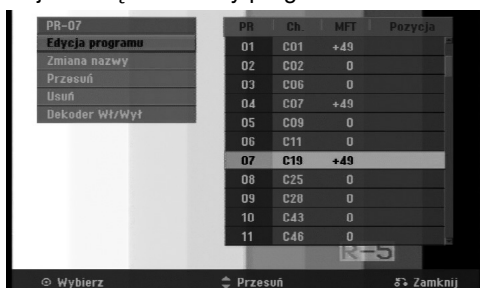 PR-07
Edycja programu
Zmiana nazwy
Przesuń
Usuń
Dekoder Wł/Wył
PR Ch. MFT Pozycja
01 C01 +49
02 C02 0
03 C06 0
04 C07 +49
05 C09 0
06 C11 0
07 C19 +49
08 C25 0
09 C28 0
10 C43 0
11 C46 0
R-5
Wybierz Przesuń Zamknij